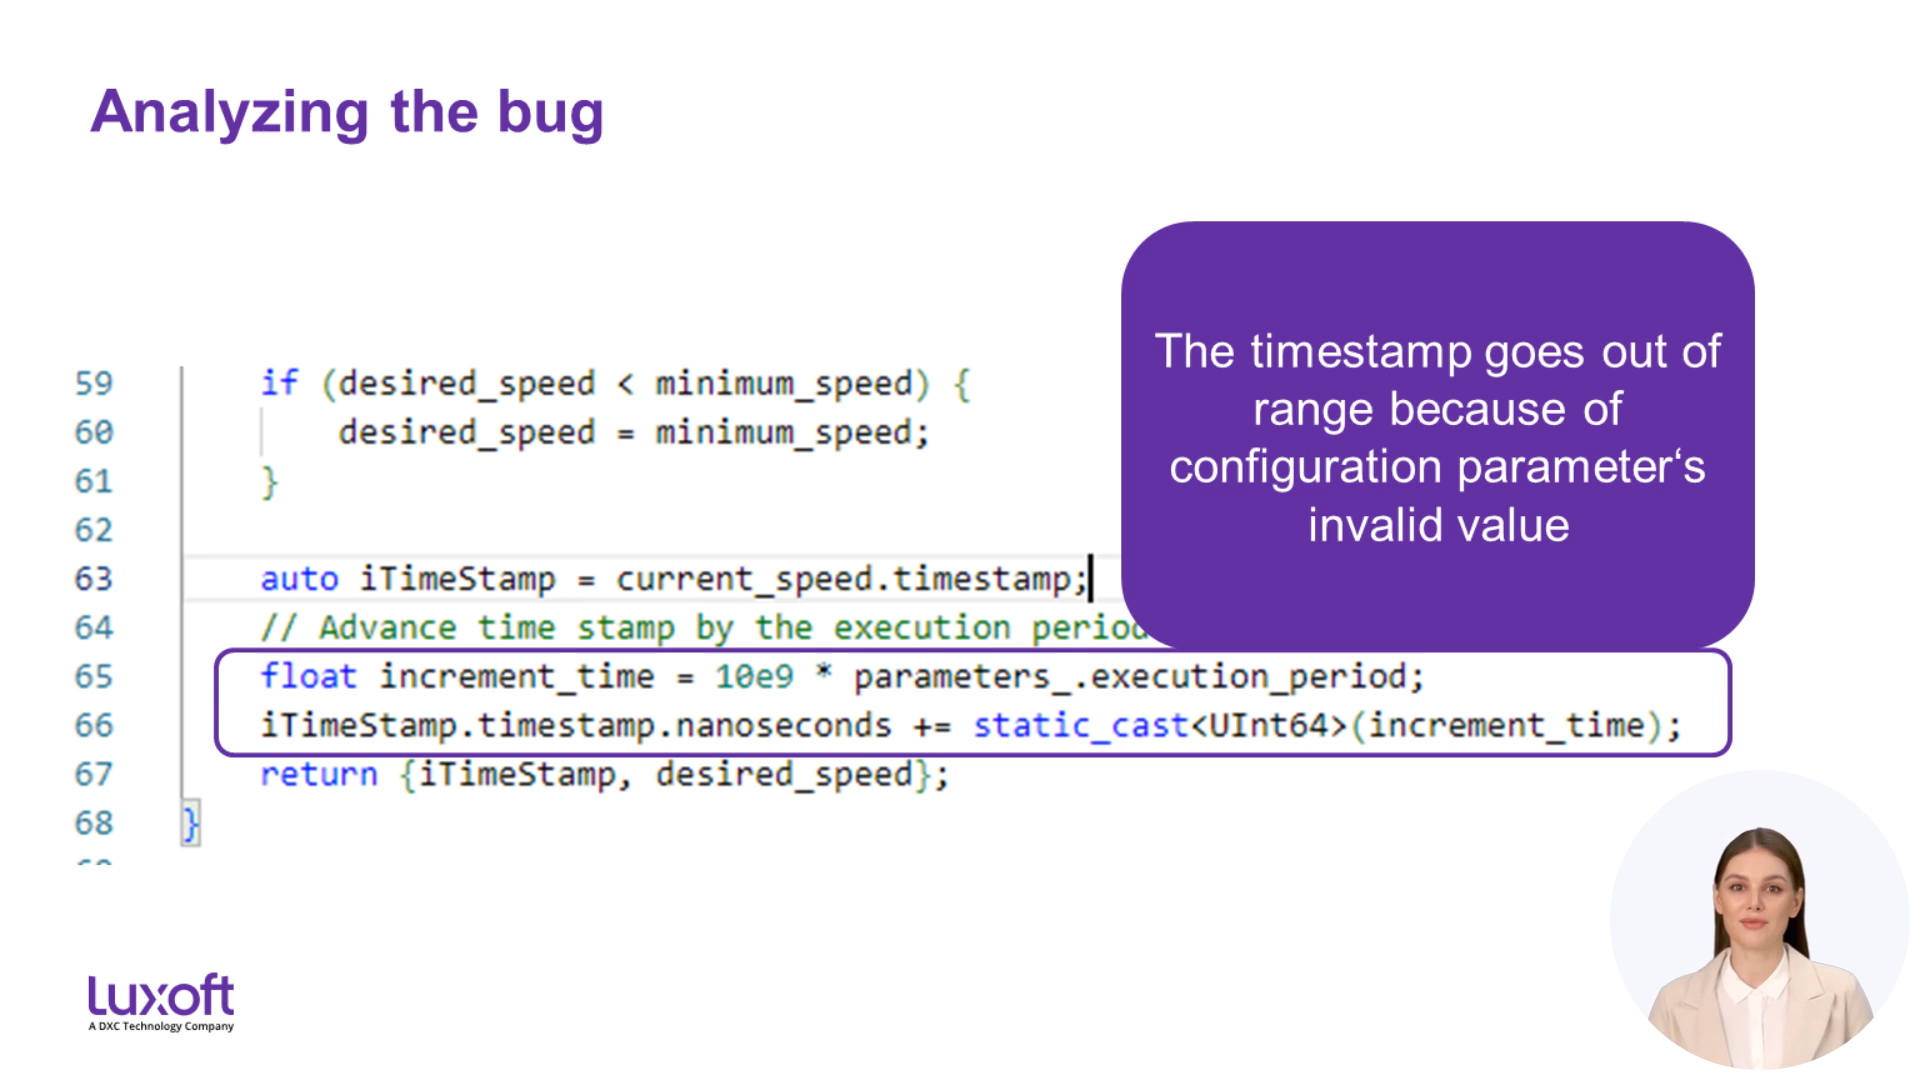 Analyzing the bug
The timestamp goes out of
range because of
configuration parameter‘s
invalid value
59 if (desired_speed < minimum_speed) {
60 desired_speed = minimum_speed;
61 }
62
63 auto iTimeStamp = current_speed.timestamp;
64 // Advance time stamp by the execution period
65 float increment_time = 10e9 * parameters_.execution_period;
66 iTimeStamp.timestamp.nanoseconds += static_cast<UInt64>(increment_time);
67 return {iTimeStamp, desired_speed};
68 }
luxoft
A DXC Technology Company